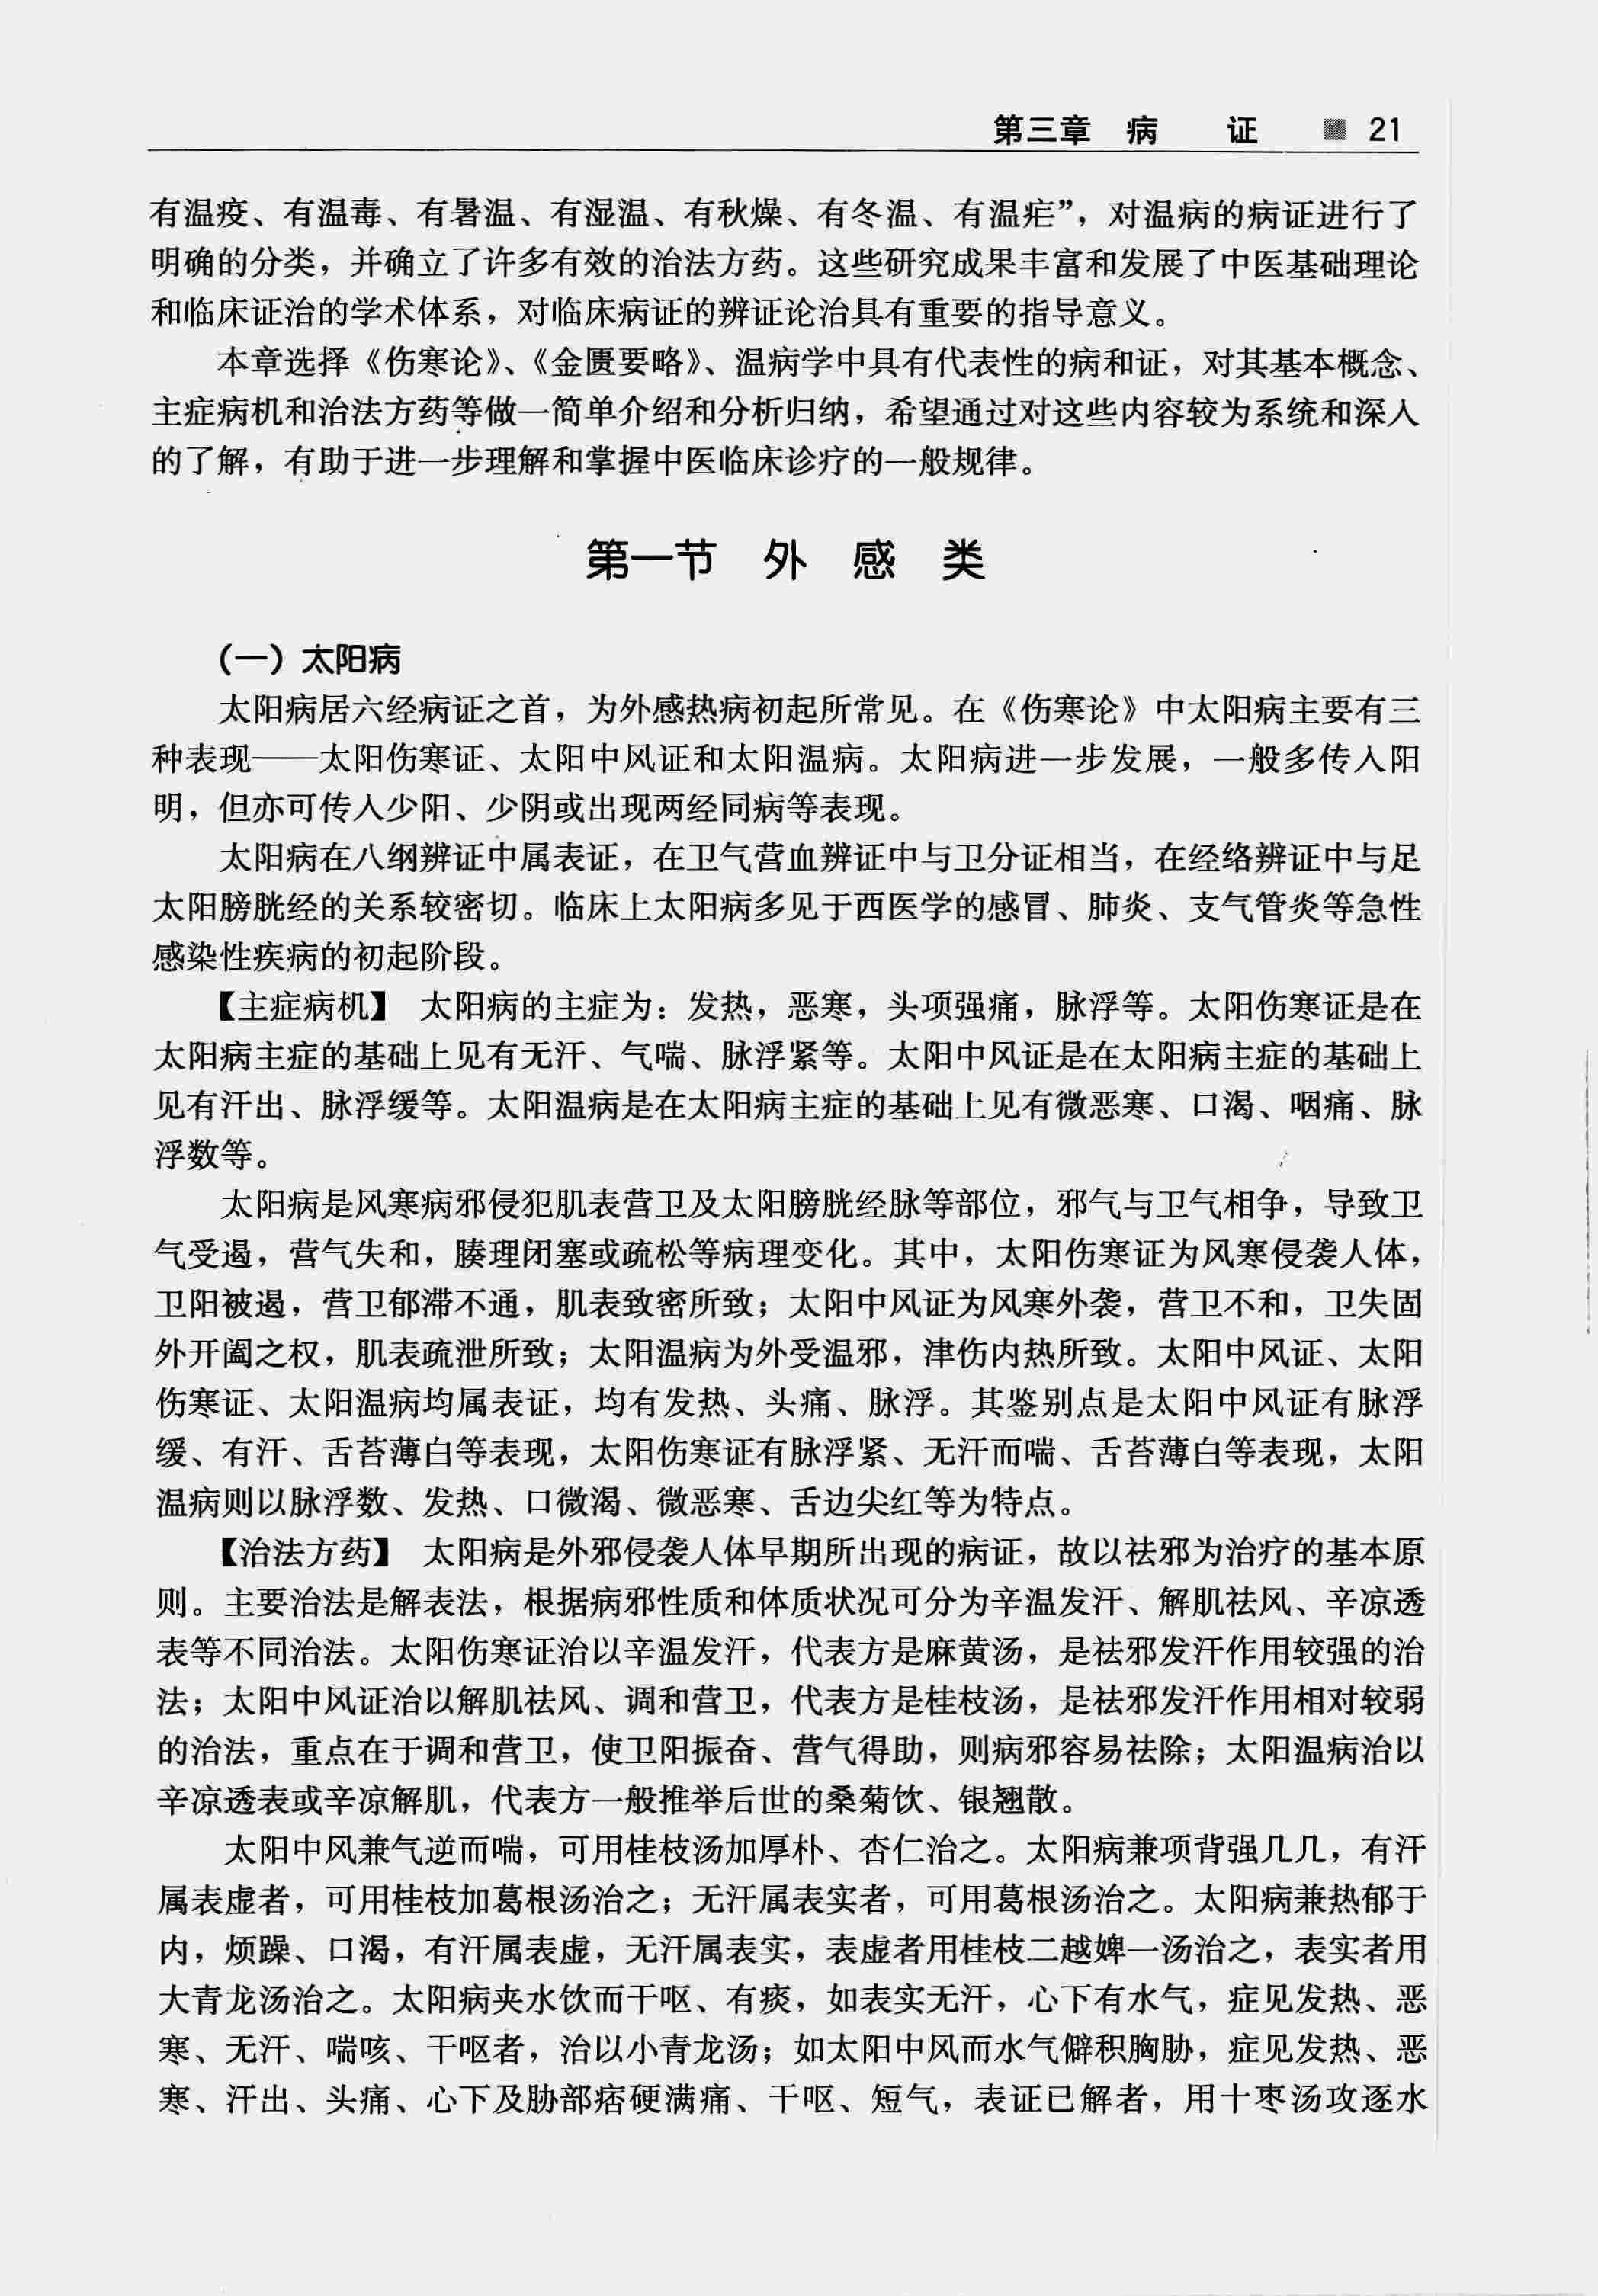 第三章 病 证 21
有温疫、有温毒、有暑温、有湿温、有秋燥、有冬温、有温疟”，对温病的病证进行了
明确的分类，并确立了许多有效的治法方药。这些研究成果丰富和发展了中医基础理论
和临床证治的学术体系，对临床病证的辨证论治具有重要的指导意义。
本章选择《伤寒论》、《金匮要略》、温病学中具有代表性的病和证，对其基本概念、
主症病机和治法方药等做一简单介绍和分析归纳，希望通过对这些内容较为系统和深入
的了解，有助于进一步理解和掌握中医临床诊疗的一般规律。
第一节 外 感 类
（一）太阳病
太阳病居六经病证之首，为外感热病初起所常见。在《伤寒论》中太阳病主要有三
种表现——太阳伤寒证、太阳中风证和太阳温病。太阳病进一步发展，一般多传入阳
明，但亦可传入少阳、少阴或出现两经同病等表现。
太阳病在八纲辨证中属表证，在卫气营血辨证中与卫分证相当，在经络辨证中与足
太阳膀胱经的关系较密切。临床上太阳病多见于西医学的感冒、肺炎、支气管炎等急性
感染性疾病的初起阶段。
【主症病机】 太阳病的主症为：发热，恶寒，头项强痛，脉浮等。太阳伤寒证是在
太阳病主症的基础上见有无汗、气喘、脉浮紧等。太阳中风证是在太阳病主症的基础上
见有汗出、脉浮缓等。太阳温病是在太阳病主症的基础上见有微恶寒、口渴、咽痛、脉
浮数等。
太阳病是风寒病邪侵犯肌表营卫及太阳膀胱经脉等部位，邪气与卫气相争，导致卫
气受遏，营气失和，腠理闭塞或疏松等病理变化。其中，太阳伤寒证为风寒侵袭人体，
卫阳被遏，营卫郁滞不通，肌表致密所致；太阳中风证为风寒外袭，营卫不和，卫失固
外开阖之权，肌表疏泄所致；太阳温病为外受温邪，津伤内热所致。太阳中风证、太阳
伤寒证、太阳温病均属表证，均有发热、头痛、脉浮。其鉴别点是太阳中风证有脉浮
缓、有汗、舌苔薄白等表现，太阳伤寒证有脉浮紧、无汗而喘、舌苔薄白等表现，太阳
温病则以脉浮数、发热、口微渴、微恶寒、舌边尖红等为特点。
【治法方药】 太阳病是外邪侵袭人体早期所出现的病证，故以祛邪为治疗的基本原
则。主要治法是解表法，根据病邪性质和体质状况可分为辛温发汗、解肌祛风、辛凉透
表等不同治法。太阳伤寒证治以辛温发汗，代表方是麻黄汤，是祛邪发汗作用较强的治
法；太阳中风证治以解肌祛风、调和营卫，代表方是桂枝汤，是祛邪发汗作用相对较弱
的治法，重点在于调和营卫，使卫阳振奋、营气得助，则病邪容易祛除；太阳温病治以
辛凉透表或辛凉解肌，代表方一般推举后世的桑菊饮、银翘散。
太阳中风兼气逆而喘，可用桂枝汤加厚朴、杏仁治之。太阳病兼项背强几几，有汗
属表虚者，可用桂枝加葛根汤治之；无汗属表实者，可用葛根汤治之。太阳病兼热郁于
内，烦躁、口渴，有汗属表虚，无汗属表实，表虚者用桂枝二越婢一汤治之，表实者用
大青龙汤治之。太阳病夹水饮而干呕、有痰，如表实无汗，心下有水气，症见发热、恶
寒、无汗、喘咳、干呕者，治以小青龙汤；如太阳中风而水气僻积胸胁，症见发热、恶
寒、汗出、头痛、心下及胁部痞硬满痛、干呕、短气，表证已解者，用十枣汤攻逐水